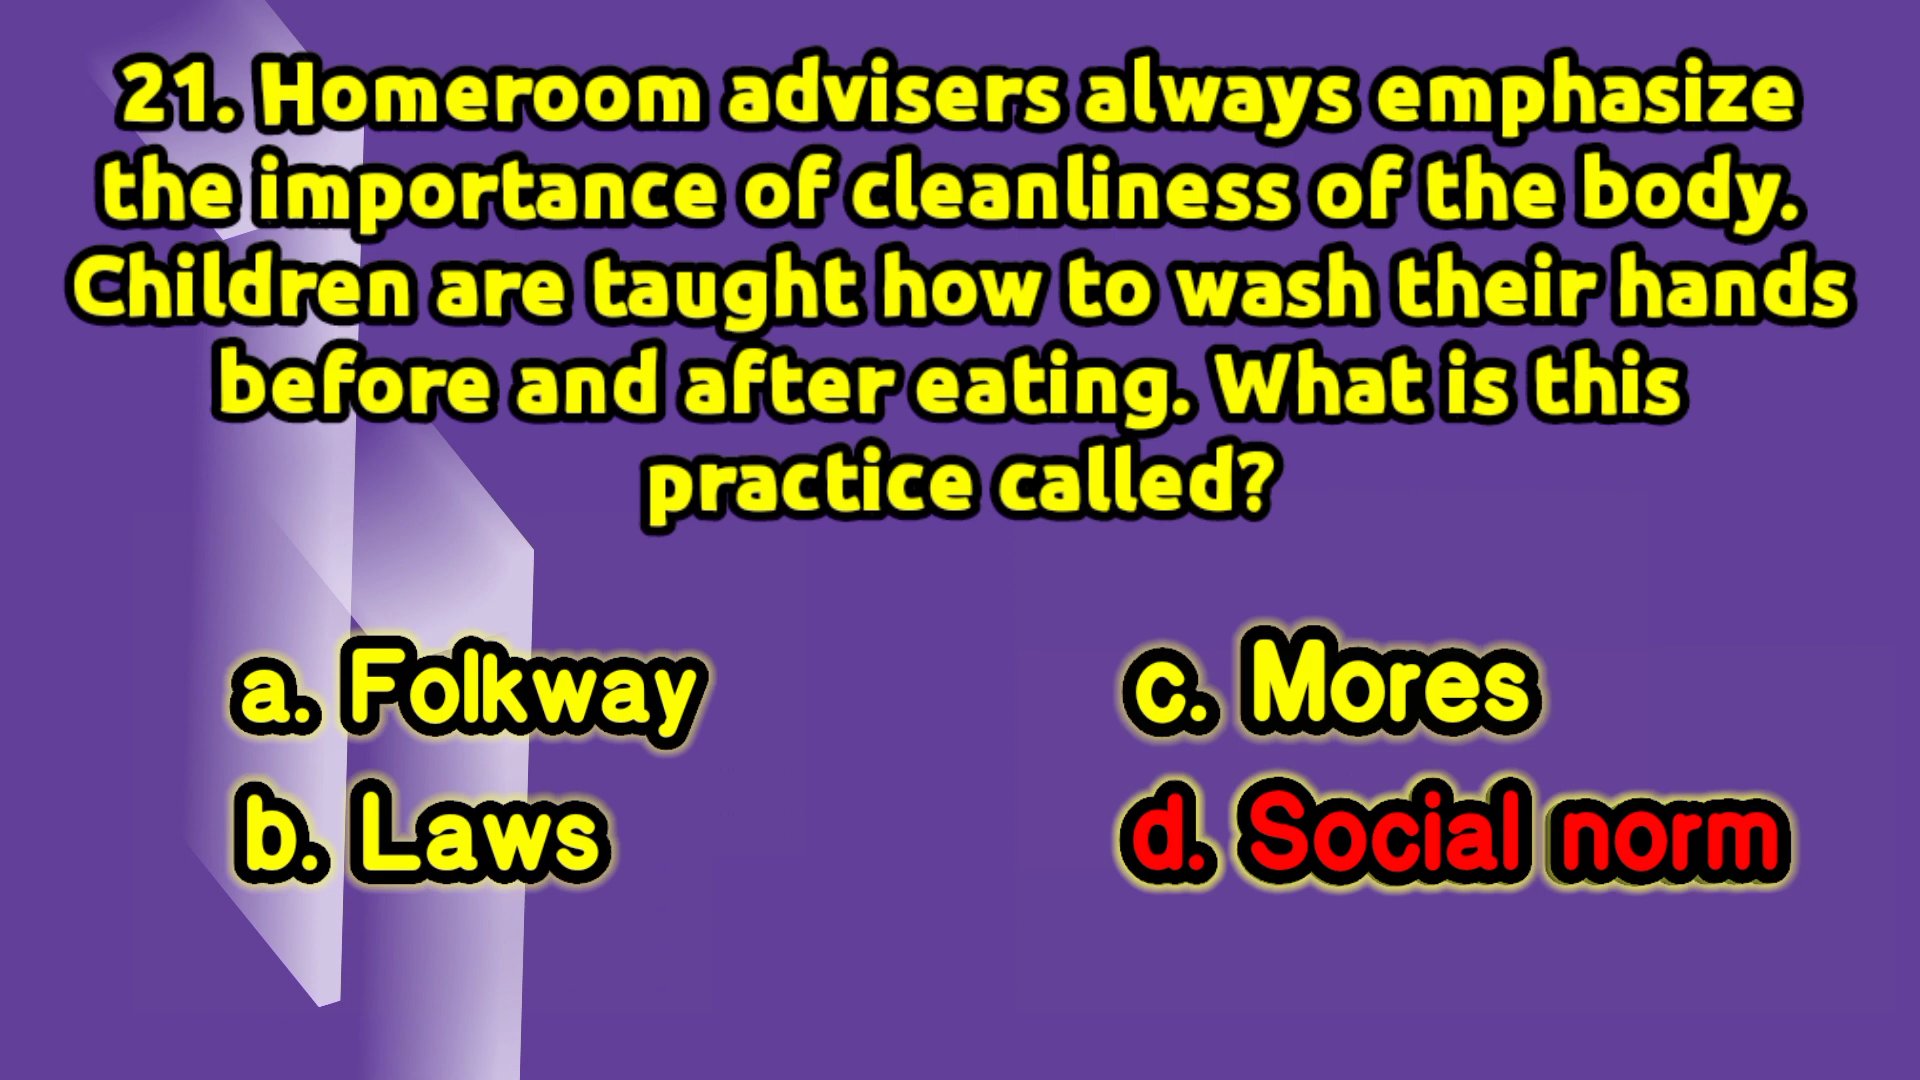 21. Homeroom advisers always emphasize
the importance of cleanliness of the body.
Children are taught how to wash their hands
before and after eating. What is this
practice called?
a. Folkway
b. Laws
c. Mores
d. Social norm